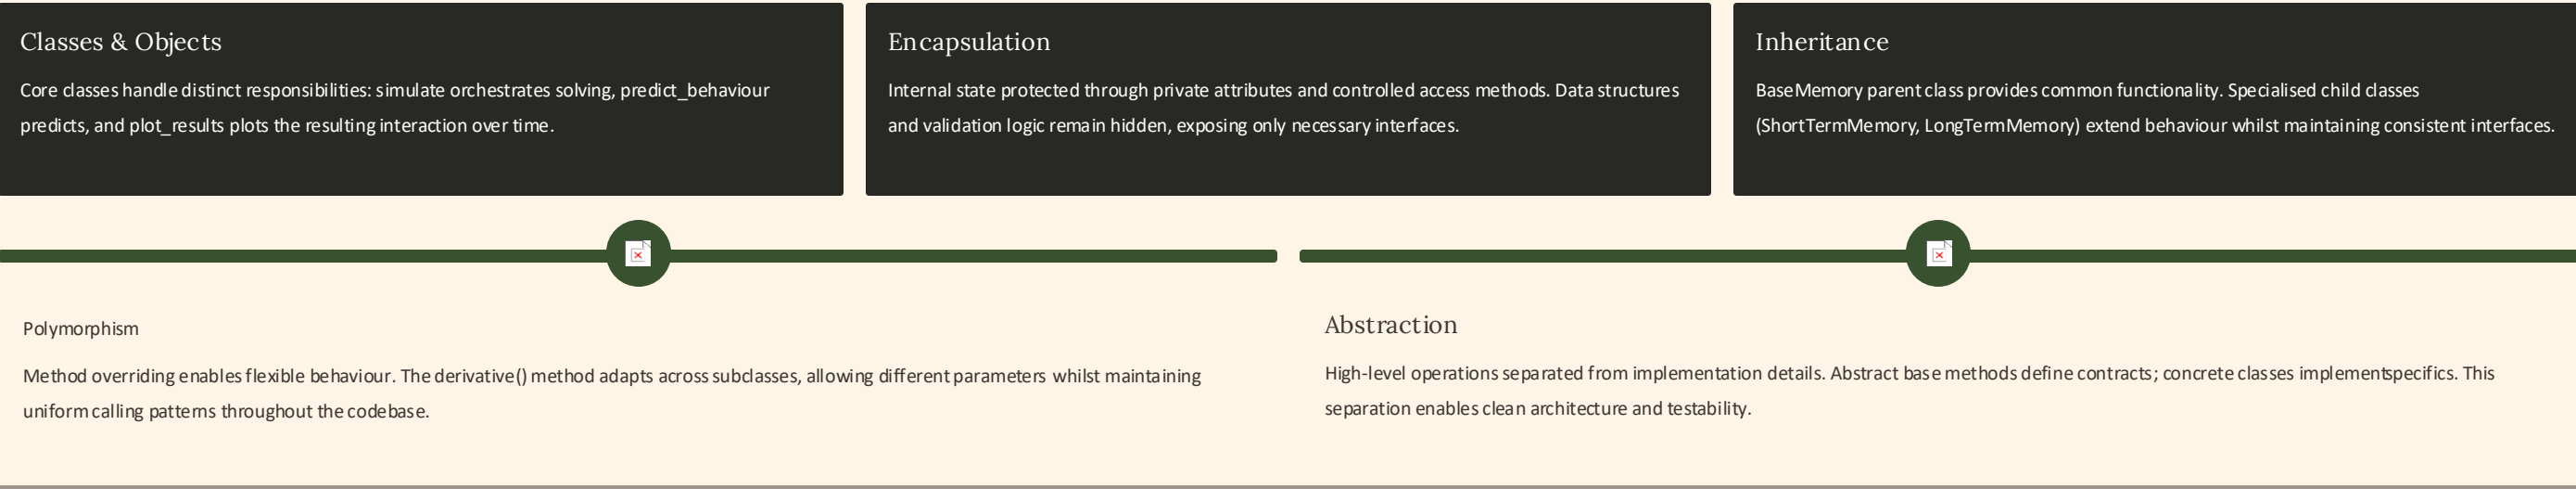 Classes & Objects
Core classes handle distinct responsibilities: simulate orchestrates solving, predict_behaviour
predicts, and plot_results plots the resulting interaction over time.
Encapsulation
Internal state protected through private attributes and controlled access methods. Data structures
and validation logic remain hidden, exposing only necessary interfaces.
Inheritance
BaseMemory parent class provides common functionality. Specialised child classes
(ShortTermMemory, LongTermMemory) extend behaviour whilst maintaining consistent interfaces.
Polymorphism
Method overriding enables flexible behaviour. The derivative() method adapts across subclasses, allowing different parameters whilst maintaining
uniform calling patterns throughout the codebase.
Abstraction
High-level operations separated from implementation details. Abstract base methods define contracts; concrete classes implementspecifics. This
separation enables clean architecture and testability.